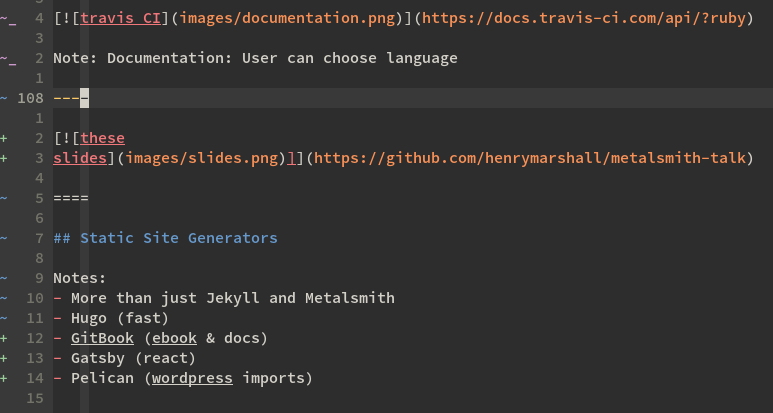 ~_ 4 [![travis CI](images/documentation.png)](https://docs.travis-ci.com/api/?ruby)
3
~_ 2 Note: Documentation: User can choose language
1
~ 108 ----
1
+ 2 [![these
+ 3 slides](images/slides.png)]](https://github.com/henrymarshall/metalsmith-talk)
4
~ 5 ====
6
~ 7 ## Static Site Generators
8
~ 9 Notes:
~ 10 - More than just Jekyll and Metalsmith
~ 11 - Hugo (fast)
+ 12 - GitBook (ebook & docs)
+ 13 - Gatsby (react)
+ 14 - Pelican (wordpress imports)
15